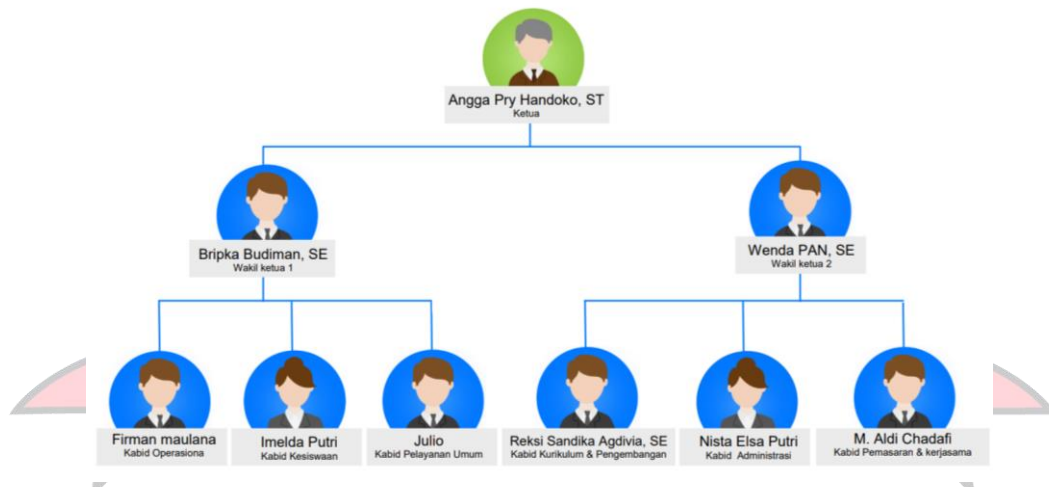 Angga Pry Handoko, ST
Ketua
Bripka Budiman, SE
Wakil ketua 1
Wenda PAN, SE
Wakil ketua 2
Firman maulana
Kabid Operasiona
Imelda Putri
Kabid Kesiswaan
Julio
Kabid Pelayanan Umum
Reksi Sandika Agdivia, SE
Kabid Kurikulum & Pengembangan
Nista Elsa Putri
Kabid Administrasi
M. Aldi Chadafi
Kabid Pemasaran & kerjasama